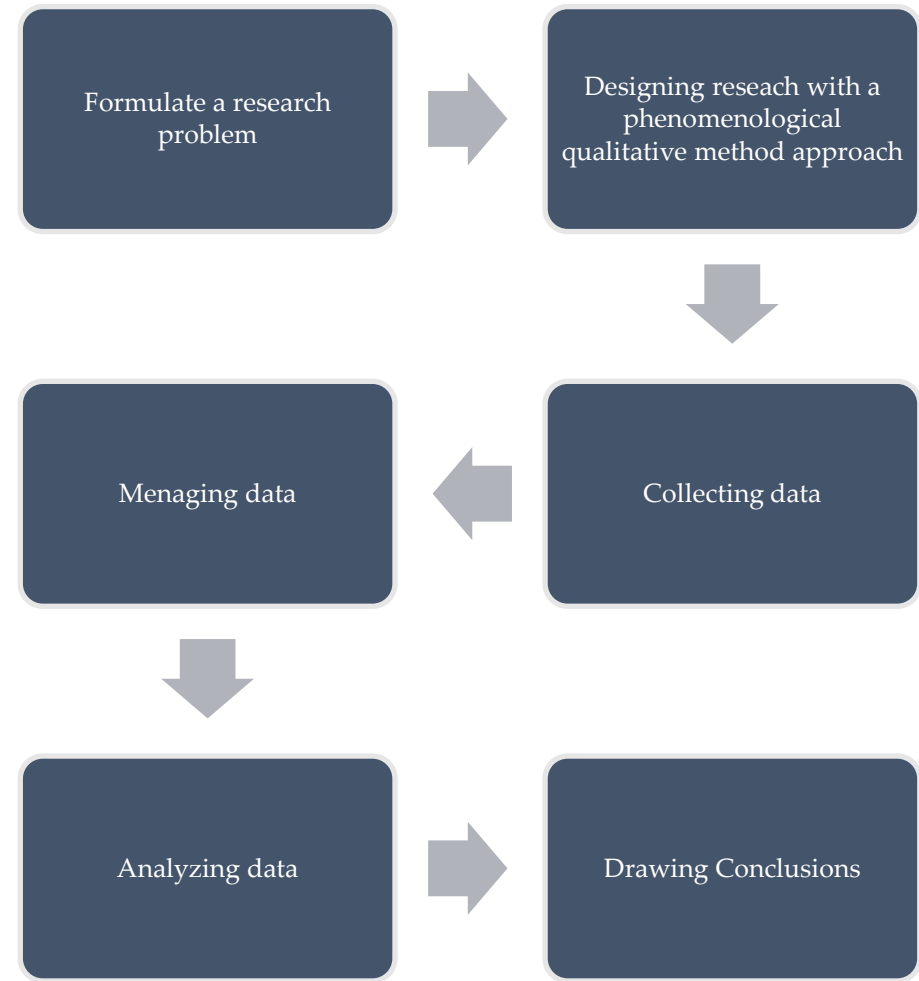 Formulate a research
problem
Designing reseach with a
phenomenological
qualitative method approach
Collecting data
Menaging data
Analyzing data
Drawing Conclusions